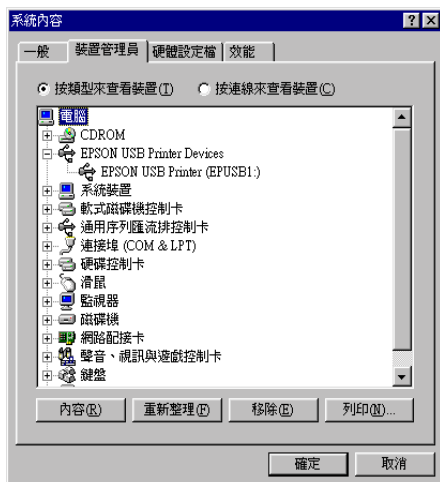 系統內容
一般 裝置管理員 硬體設定檔 效能
按類型來查看裝置(T) 按連線來查看裝置(C)
電腦
CDROM
EPSON USB Printer Devices
EPSON USB Printer (EPUSB1:)
系統裝置
軟式磁碟機控制卡
通用序列匯流排控制卡
連接埠 (COM & LPT)
硬碟控制卡
滑鼠
監視器
磁碟機
網路配接卡
聲音、視訊與遊戲控制卡
鍵盤
內容(R) 重新整理(F) 移除(E) 列印(N)...
確定 取消